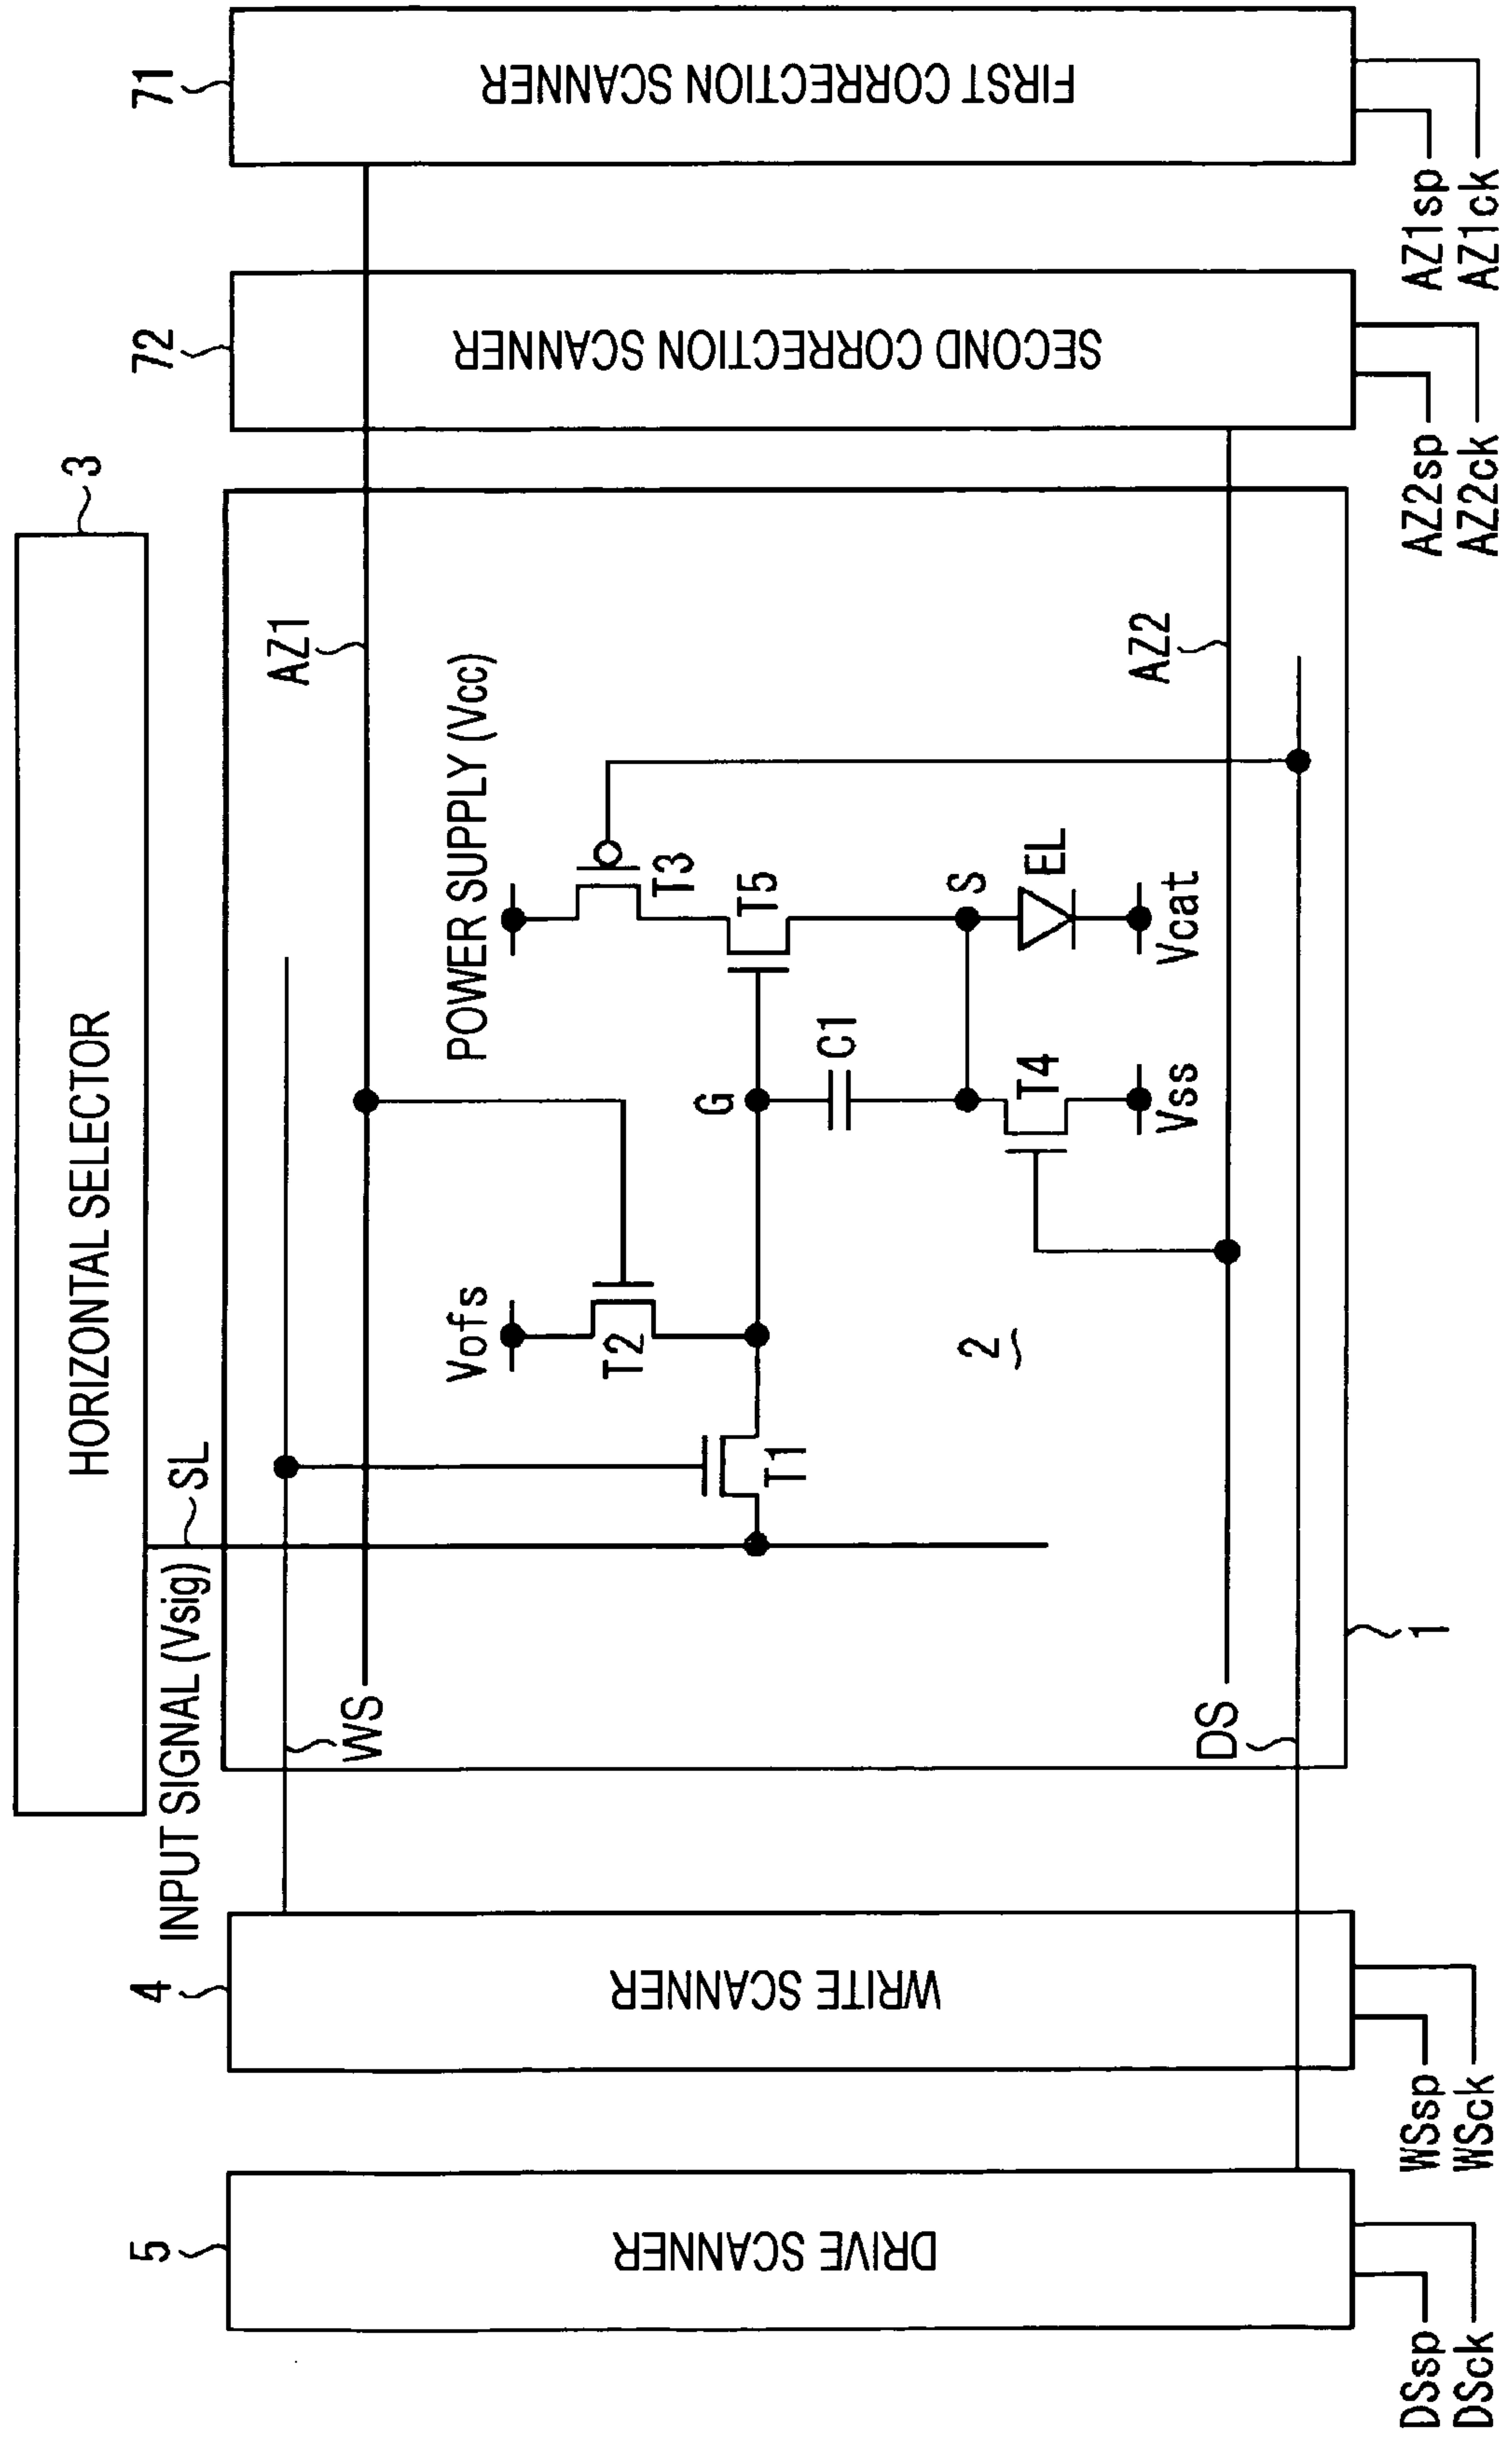 3
HORIZONTAL SELECTOR
INPUT SIGNAL (Vsig)
SL
5
4
72
71
DRIVE SCANNER
WRITE SCANNER
SECOND CORRECTION SCANNER
FIRST CORRECTION SCANNER
WS
AZ1
POWER SUPPLY (Vcc)
Vofs
T2
T3
T1
G
T5
C1
S
2
T4
EL
Vss
Vcat
DS
AZ2
1
DSsp
DSck
WSsp
WSck
AZ2sp
AZ2ck
AZ1sp
AZ1ck